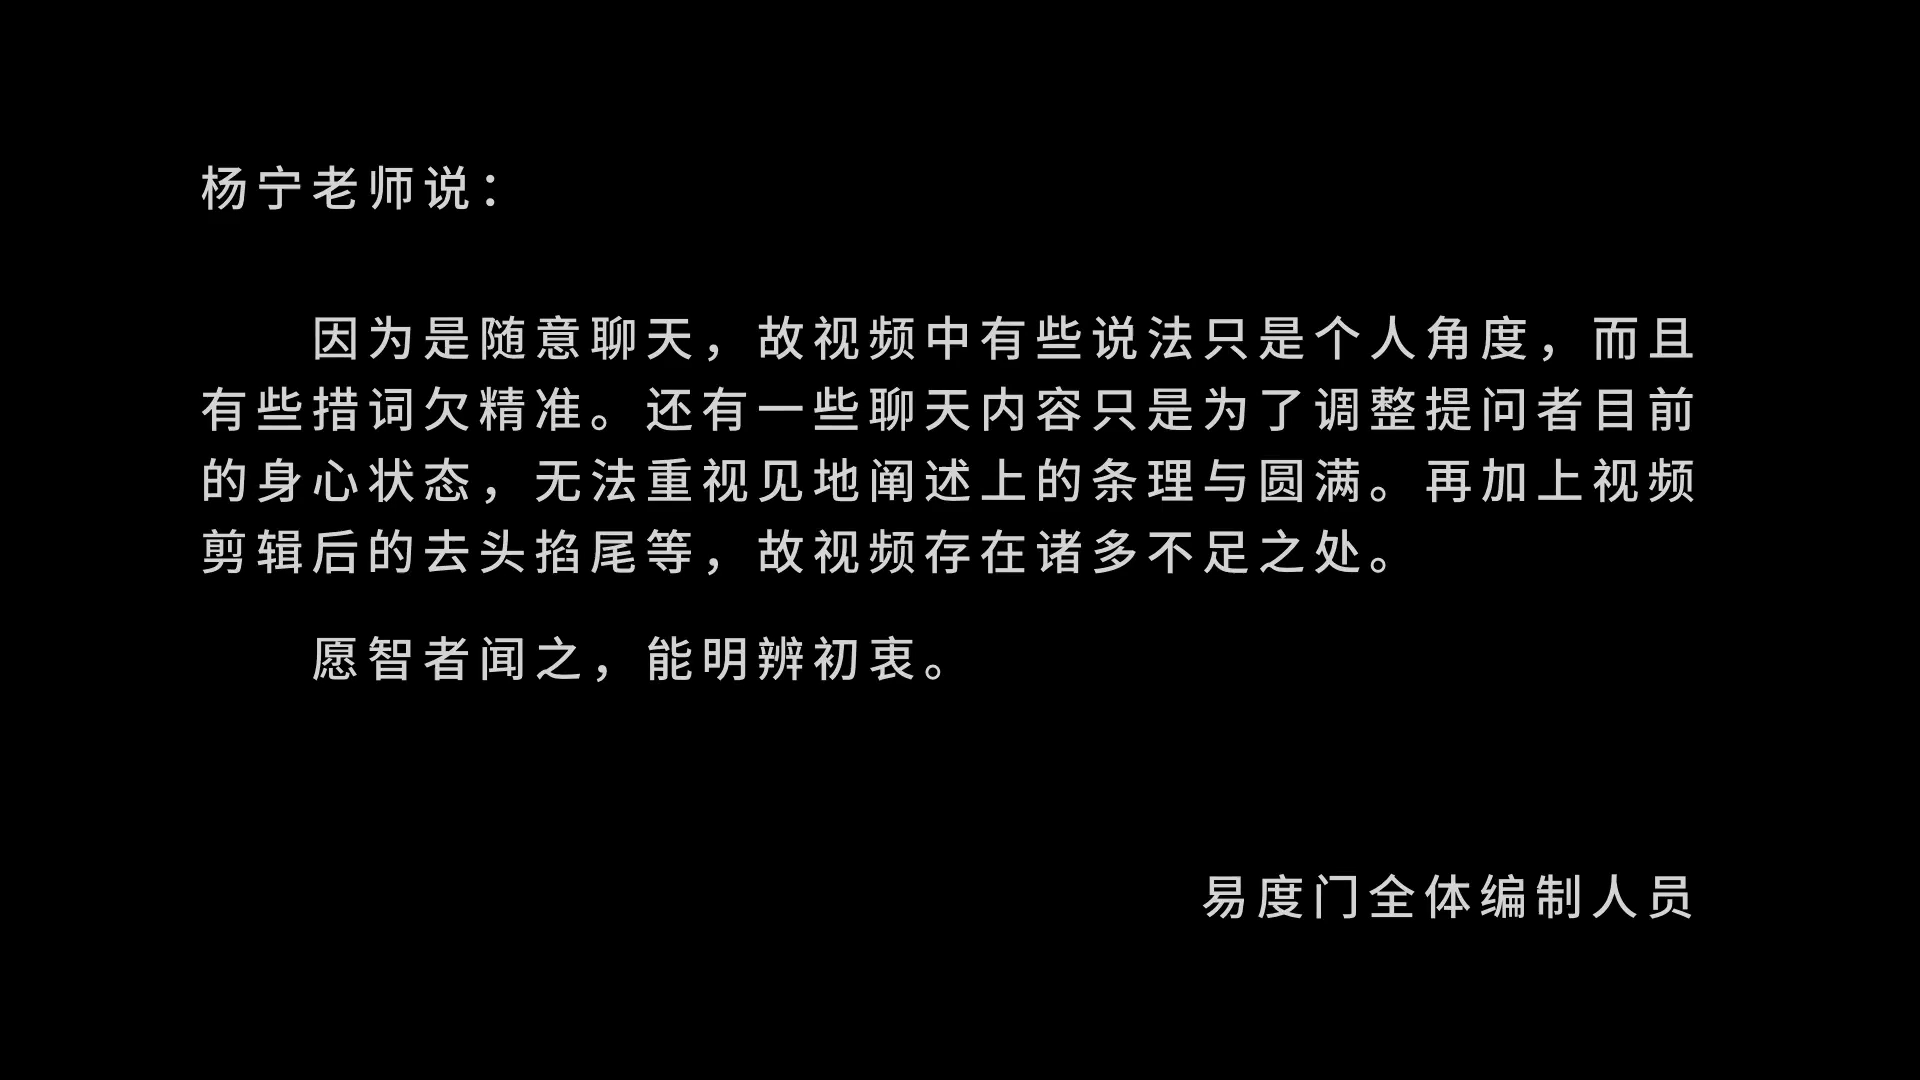 杨宁老师说：
因为是随意聊天，故视频中有些说法只是个人角度，而且
有些措词欠精准。还有一些聊天内容只是为了调整提问者目前
的身心状态，无法重视见地阐述上的条理与圆满。再加上视频
剪辑后的去头掐尾等，故视频存在诸多不足之处。
愿智者闻之，能明辨初衷。
易度门全体编制人员